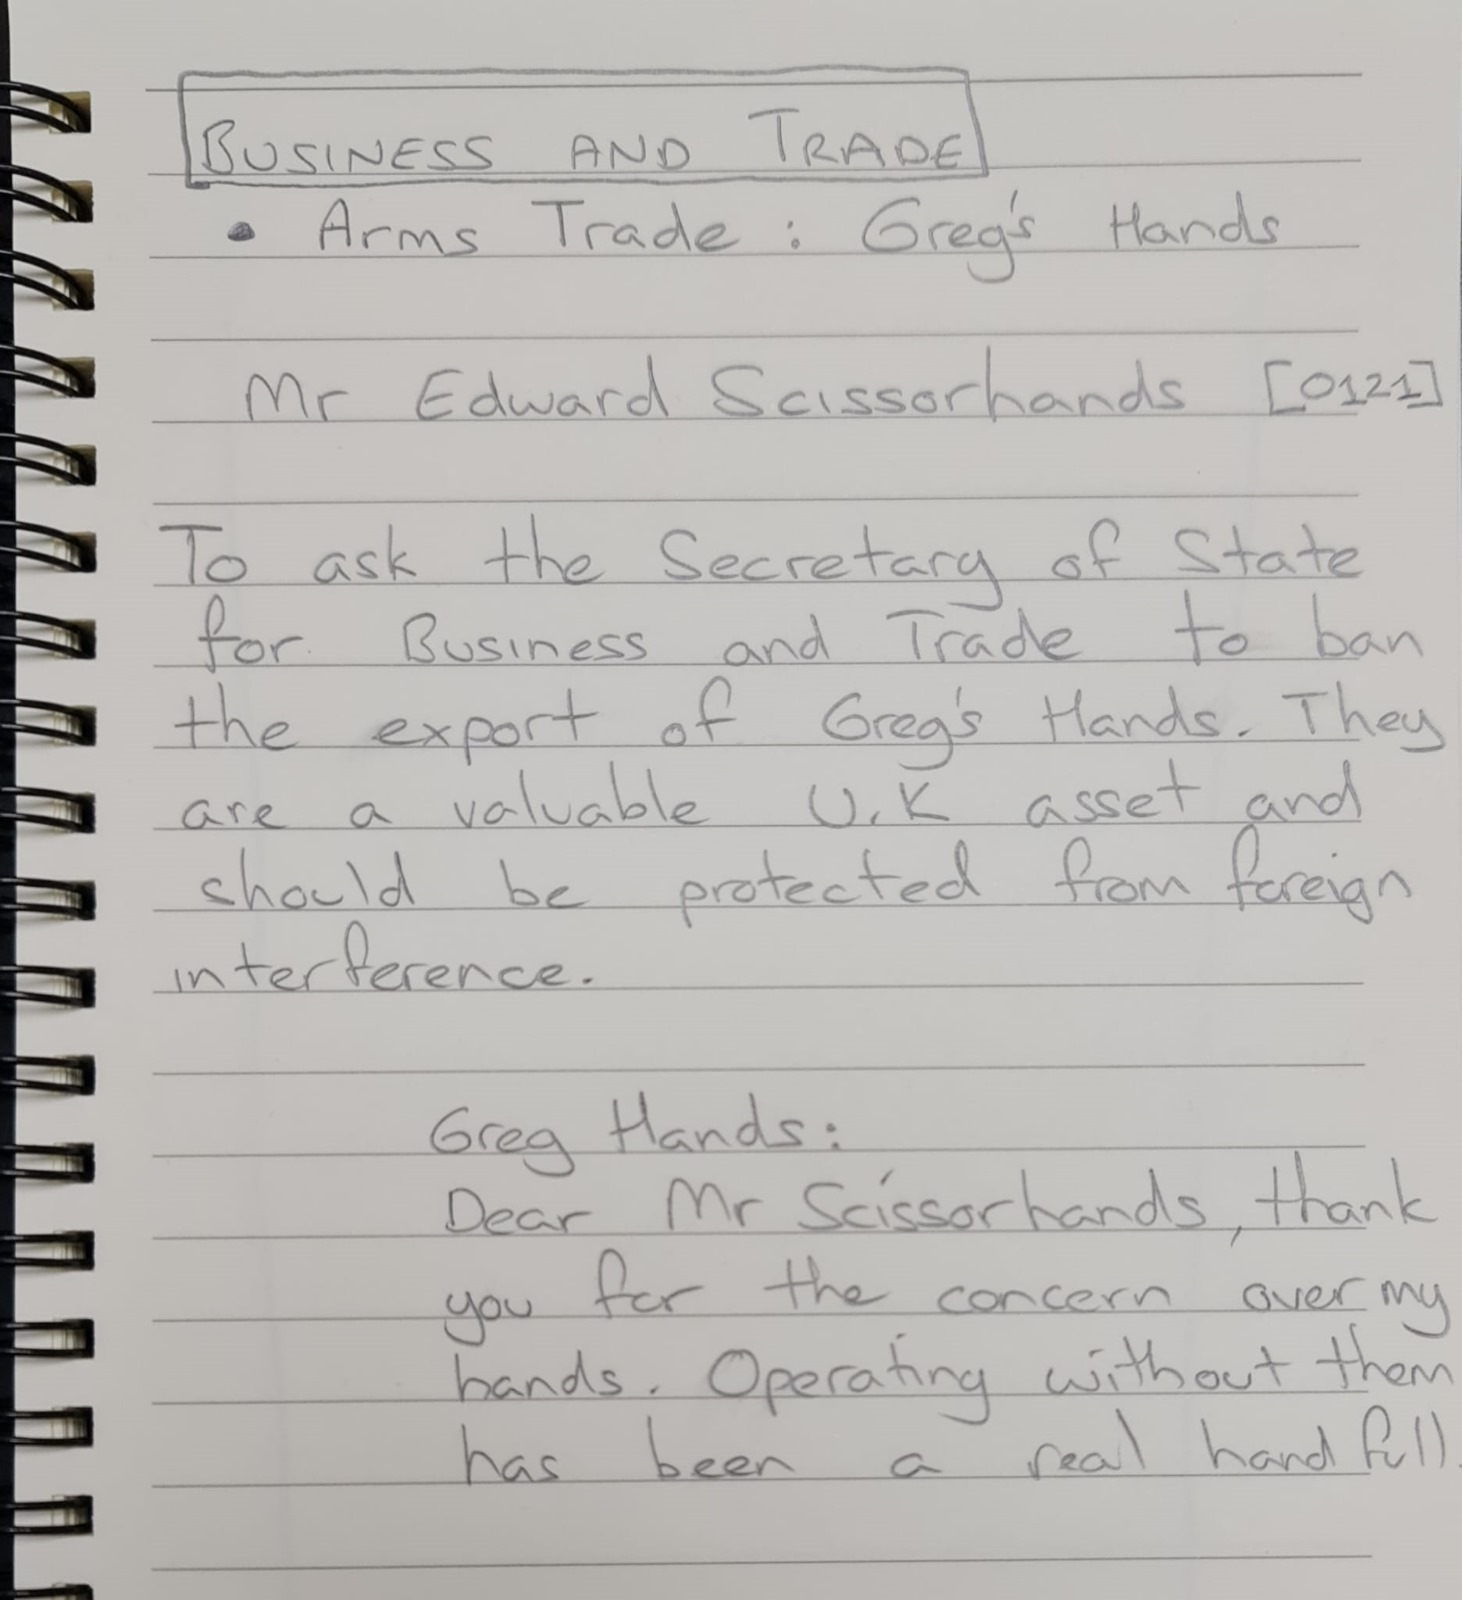 BUSINESS AND TRADE
• Arms Trade : Greg's Hands
Mr Edward Scissorhands [0121]
To ask the Secretary of State
for Business and Trade to ban
the export of Greg's Hands. They
are a valuable U.K asset and
should be protected from foreign
interference.
Greg Hands:
Dear Mr Scissorhands, thank
you for the concern over my
hands. Operating without them
has been a real handfull.